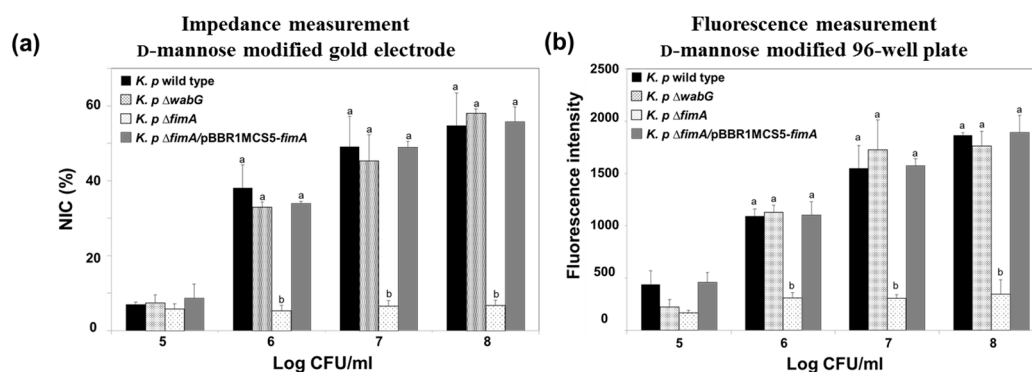 (a)
Impedance measurement
D-mannose modified gold electrode
NIC (%)
60
40
20
0
K. p wild type
K. p ΔwabG
K. p ΔfimA
K. p ΔfimA/pBBR1MCS5-fimA
a a b a
a a b a
a a b a
5 6 7 8
Log CFU/ml
(b)
Fluorescence measurement
D-mannose modified 96-well plate
Fluorescence intensity
2500
2000
1500
1000
500
0
K. p wild type
K. p ΔwabG
K. p ΔfimA
K. p ΔfimA/pBBR1MCS5-fimA
a a b a
a a b a
a a b a
5 6 7 8
Log CFU/ml